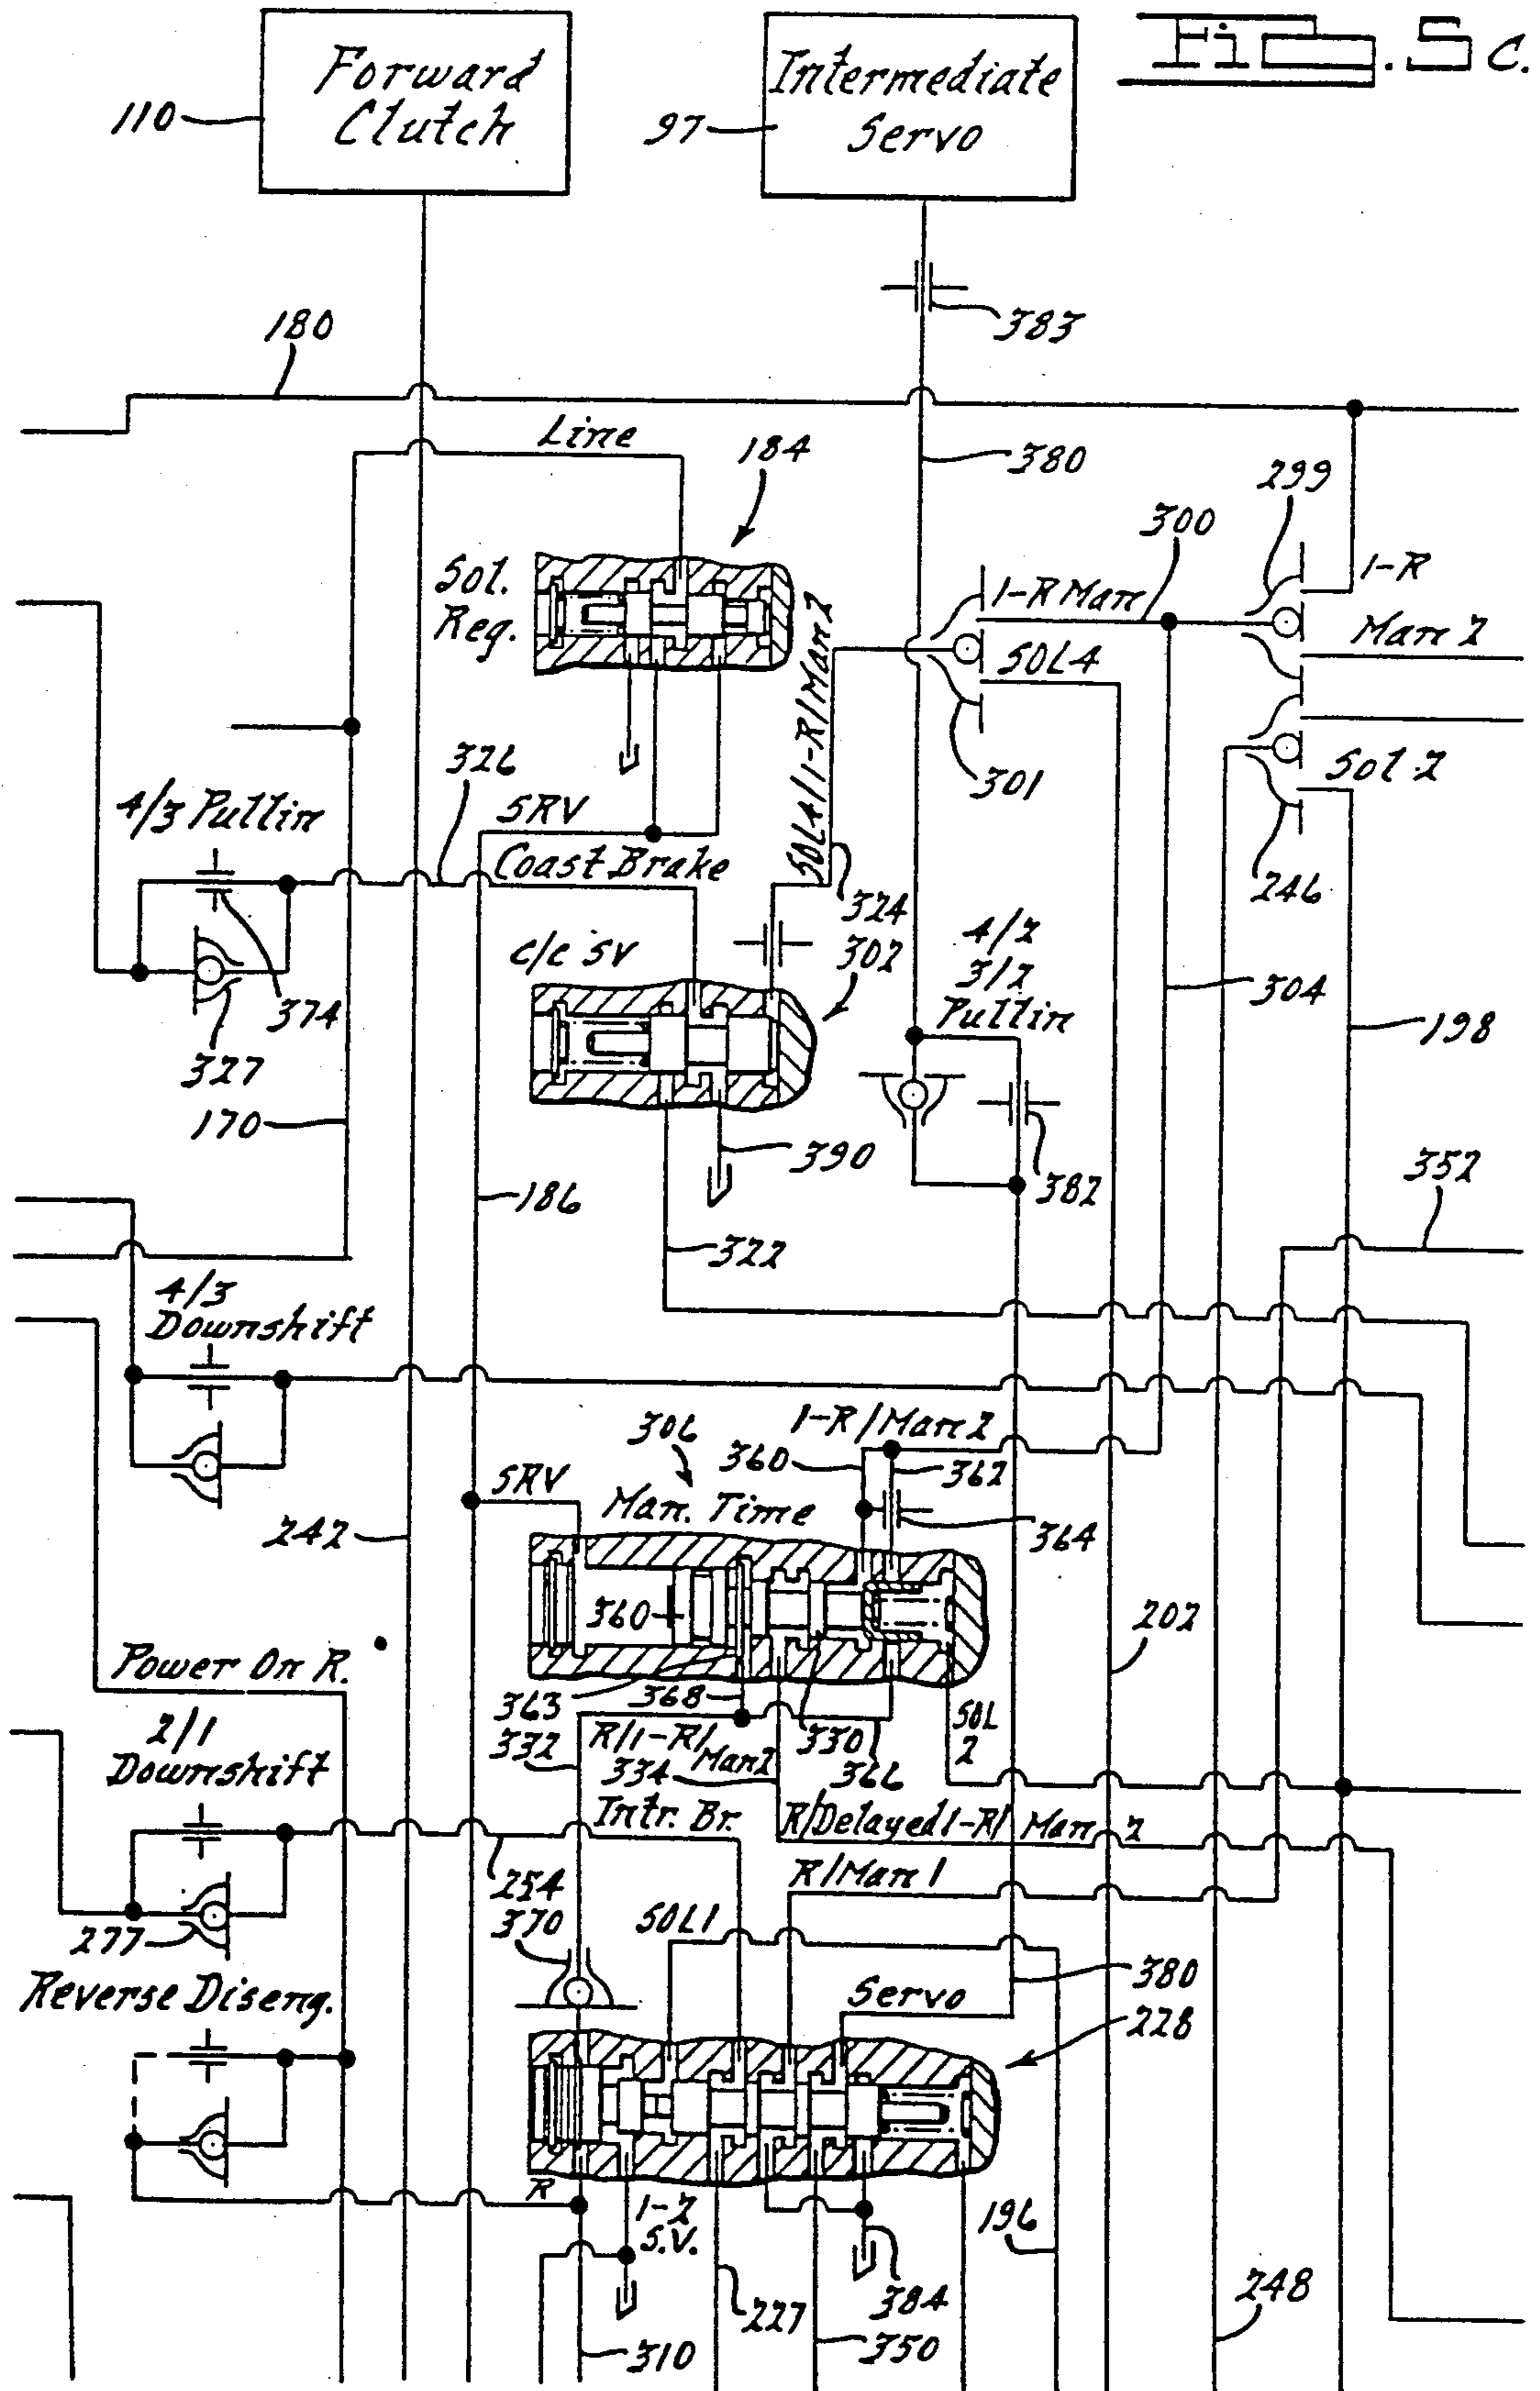 Fig. 5c.
Forward
Clutch
110
Intermediate
Servo
97
383
180
Line
184
380
299
300
1-R
Sol.
Reg.
1-R Man
Man 2
SOL4
SOL4/1-R/Man 2
326
301
Sol 2
4/3 Pullin
SRV
Coast Brake
324
246
C/C SV
302
4/2
3/2
Pullin
304
198
374
327
170
390
382
352
186
322
4/3
Downshift
306
1-R/Man 2
360
362
SRV
Man. Time
364
242
360
202
Power On R.
363
368
SOL
2
2/1
Downshift
332
R/1-R/
Man 2
330
366
334
Intr. Br.
R/Delayed 1-R/ Man 2
254
R/Man 1
370
SOL1
277
Reverse Diseng.
Servo
380
228
R
1-2
S.V.
196
384
248
227
310
350